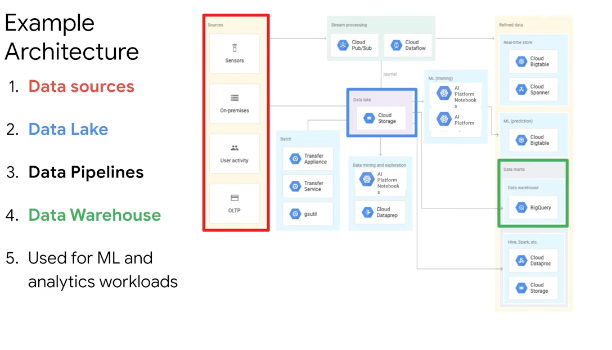 Example
Architecture
1. Data sources
2. Data Lake
3. Data Pipelines
4. Data Warehouse
5. Used for ML and
analytics workloads
Sources
Sensors
On-premises
User activity
OLTP
Stream processing
Cloud
Pub/Sub
Cloud
Dataflow
Journal
Data lake
Cloud
Storage
Batch
Transfer
Appliance
Transfer
Service
gsutil
Data mining and exploration
AI
Platform
Notebook
s
Cloud
Dataprep
ML (training)
AI
Platform
Notebook
s
AI
Platform
...
Refined data
Real-time store
Cloud
Bigtable
Cloud
Spanner
ML (prediction)
Cloud
Bigtable
Data marts
Data warehouse
BigQuery
Hive, Spark, etc.
Cloud
Dataproc
Cloud
Storage